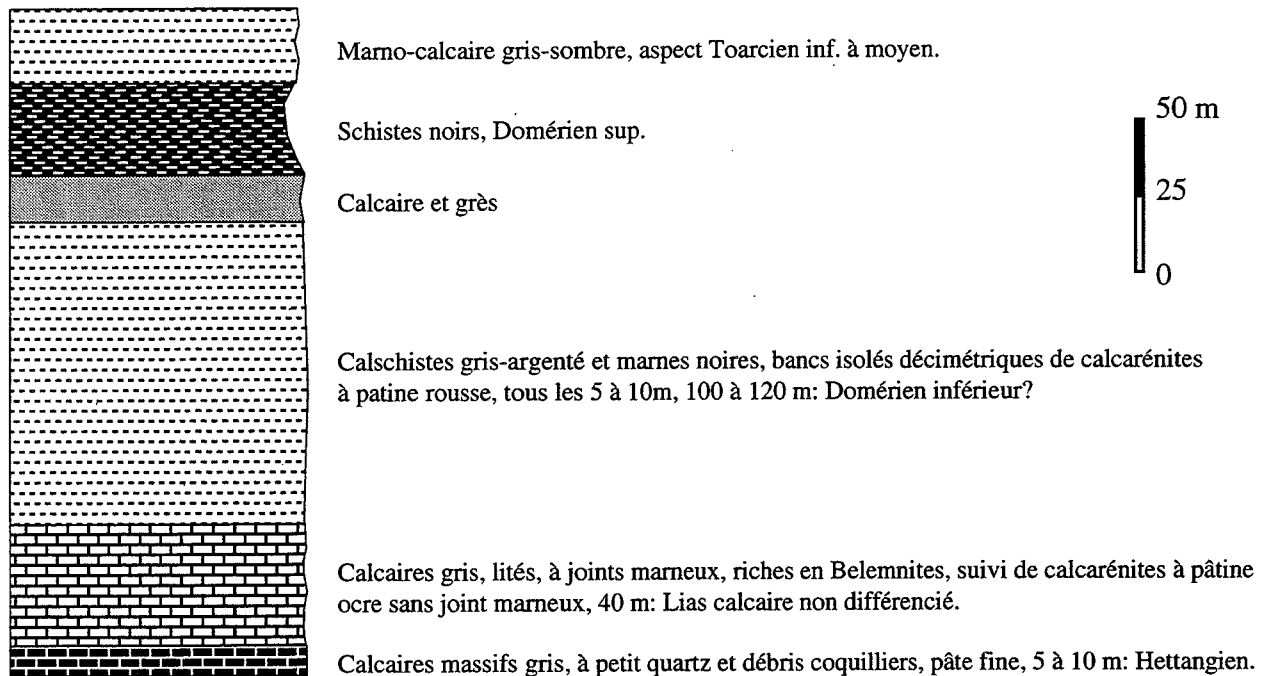 Marno-calcaire gris-sombre, aspect Toarcien inf. à moyen.
Schistes noirs, Domérien sup.
50 m
25
0
Calcaire et grès
Calschistes gris-argenté et marnes noires, bancs isolés décimétriques de calcarénites
à patine rousse, tous les 5 à 10m, 100 à 120 m: Domérien inférieur?
Calcaires gris, lités, à joints marneux, riches en Belemnites, suivi de calcarénites à pâtine
ocre sans joint marneux, 40 m: Lias calcaire non différencié.
Calcaires massifs gris, à petit quartz et débris coquilliers, pâte fine, 5 à 10 m: Hettangien.